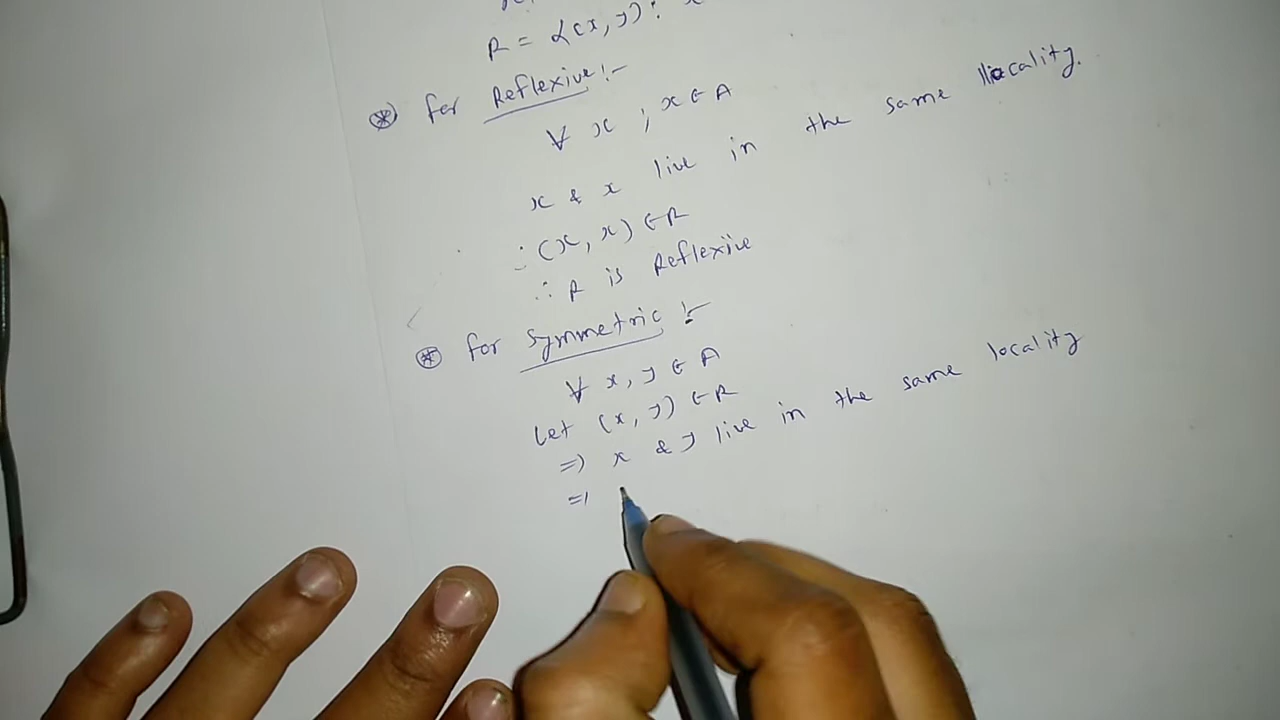 R = {(x, y) : x
* for Reflexive :-
∀ x ; x ∈ A
x & x live in the same locality.
∴ (x, x) ∈ R
∴ R is Reflexive
* for Symmetric :-
∀ x, y ∈ A
Let (x, y) ∈ R
=> x & y live in the same locality
=>